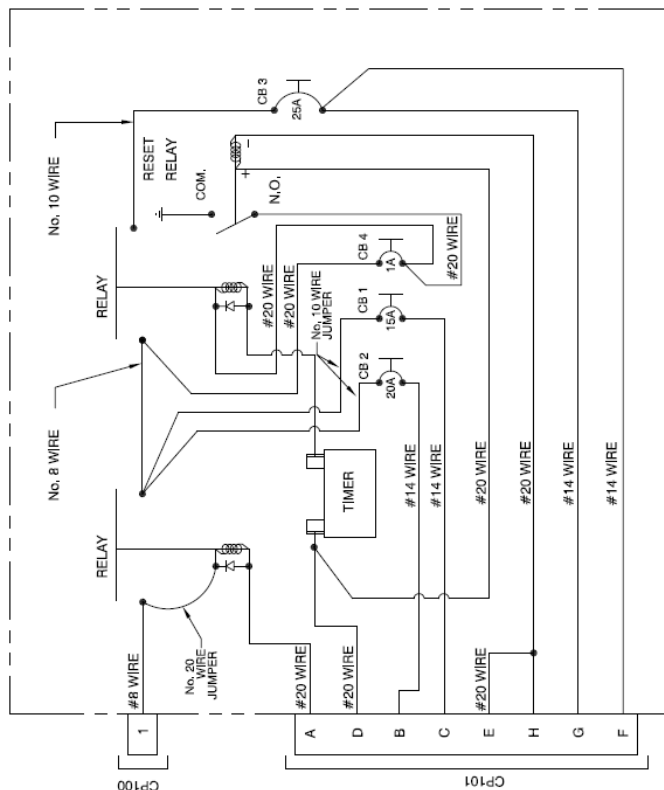 No. 10 WIRE
CB 3
25A
RESET
RELAY
COM.
N.O.
+ -
RELAY
#20 WIRE
#20 WIRE
No. 10 WIRE
JUMPER
CB 4
1A
#20 WIRE
CB 1
15A
CB 2
20A
No. 8 WIRE
RELAY
TIMER
#14 WIRE
#14 WIRE
#20 WIRE
#20 WIRE
#14 WIRE
#14 WIRE
No. 20
WIRE
JUMPER
#8 WIRE
#20 WIRE
#20 WIRE
#20 WIRE
1
A
D
B
C
E
H
G
F
CP100
CP101